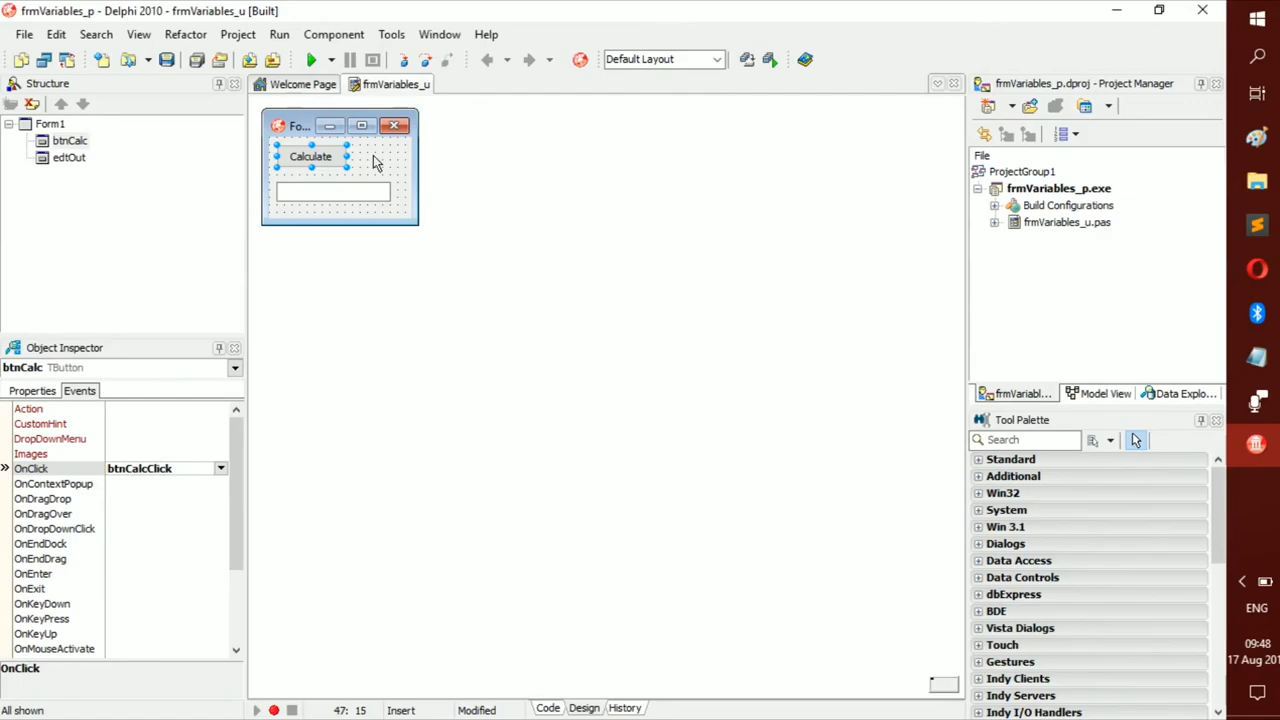 frmVariables_p - Delphi 2010 - frmVariables_u [Built]
File Edit Search View Refactor Project Run Component Tools Window Help
Default Layout
Structure
Form1
btnCalc
edtOut
Welcome Page frmVariables_u
Fo...
Calculate
Object Inspector
btnCalc TButton
Properties Events
Action
CustomHint
DropDownMenu
Images
OnClick btnCalcClick
OnContextPopup
OnDragDrop
OnDragOver
OnDropDownClick
OnEndDock
OnEndDrag
OnEnter
OnExit
OnKeyDown
OnKeyPress
OnKeyUp
OnMouseActivate
OnClick
All shown
47: 15 Insert Modified Code Design History
frmVariables_p.dproj - Project Manager
File
ProjectGroup1
frmVariables_p.exe
Build Configurations
frmVariables_u.pas
frmVariabl... Model View Data Explo...
Tool Palette
Search
Standard
Additional
Win32
System
Win 3.1
Dialogs
Data Access
Data Controls
dbExpress
BDE
Vista Dialogs
Touch
Gestures
Indy Clients
Indy Servers
Indy I/O Handlers
ENG
09:48
17 Aug 201